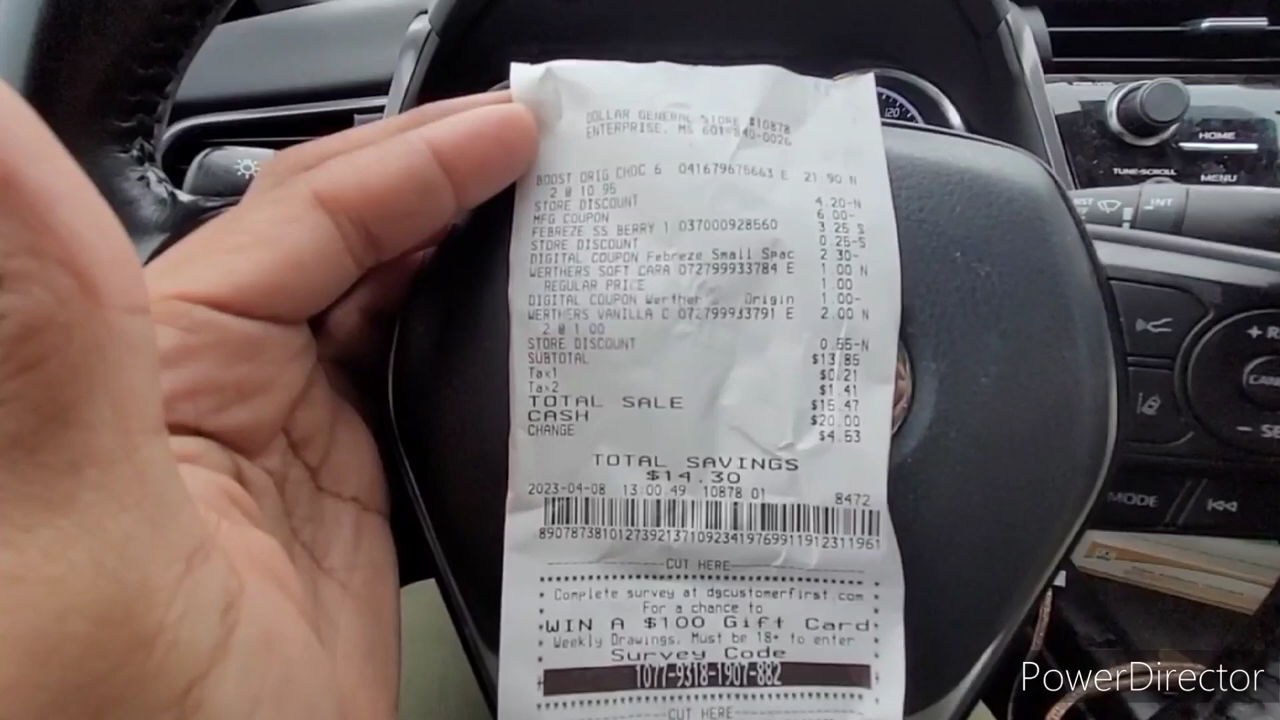 DOLLAR GENERAL STORE #10878
ENTERPRISE, MS 601-840-0026
BOOST ORIG CHOC 6 041679675663 E 21.90 N
2 @ 10.95
STORE DISCOUNT 4.20-N
MFG COUPON 6.00-
FEBREZE SS BERRY 1 037000928560 3.25 S
STORE DISCOUNT 0.25-S
DIGITAL COUPON Febreze Small Spac 2.30-
WERTHERS SOFT CARA 072799933784 E 1.00 N
REGULAR PRICE 1.00
DIGITAL COUPON Werther Origin 1.00-
WERTHERS VANILLA C 072799933791 E 2.00 N
2 @ 1.00
STORE DISCOUNT 0.55-N
SUBTOTAL $13.85
Tax1 $0.21
Tax2 $1.41
TOTAL SALE $15.47
CASH $20.00
CHANGE $4.53
TOTAL SAVINGS
$14.30
2023-04-08 13:00:49 10878 01 8472
890787381012739213710923419769911912311961
CUT HERE
Complete survey at dgcustomerfirst.com
For a chance to
WIN A $100 Gift Card
Weekly Drawings. Must be 18+ to enter
Survey Code
1077-9318-1907-882
CUT HERE
120
HOME
TUNE-SCROLL
MENU
INT
MODE
PowerDirector